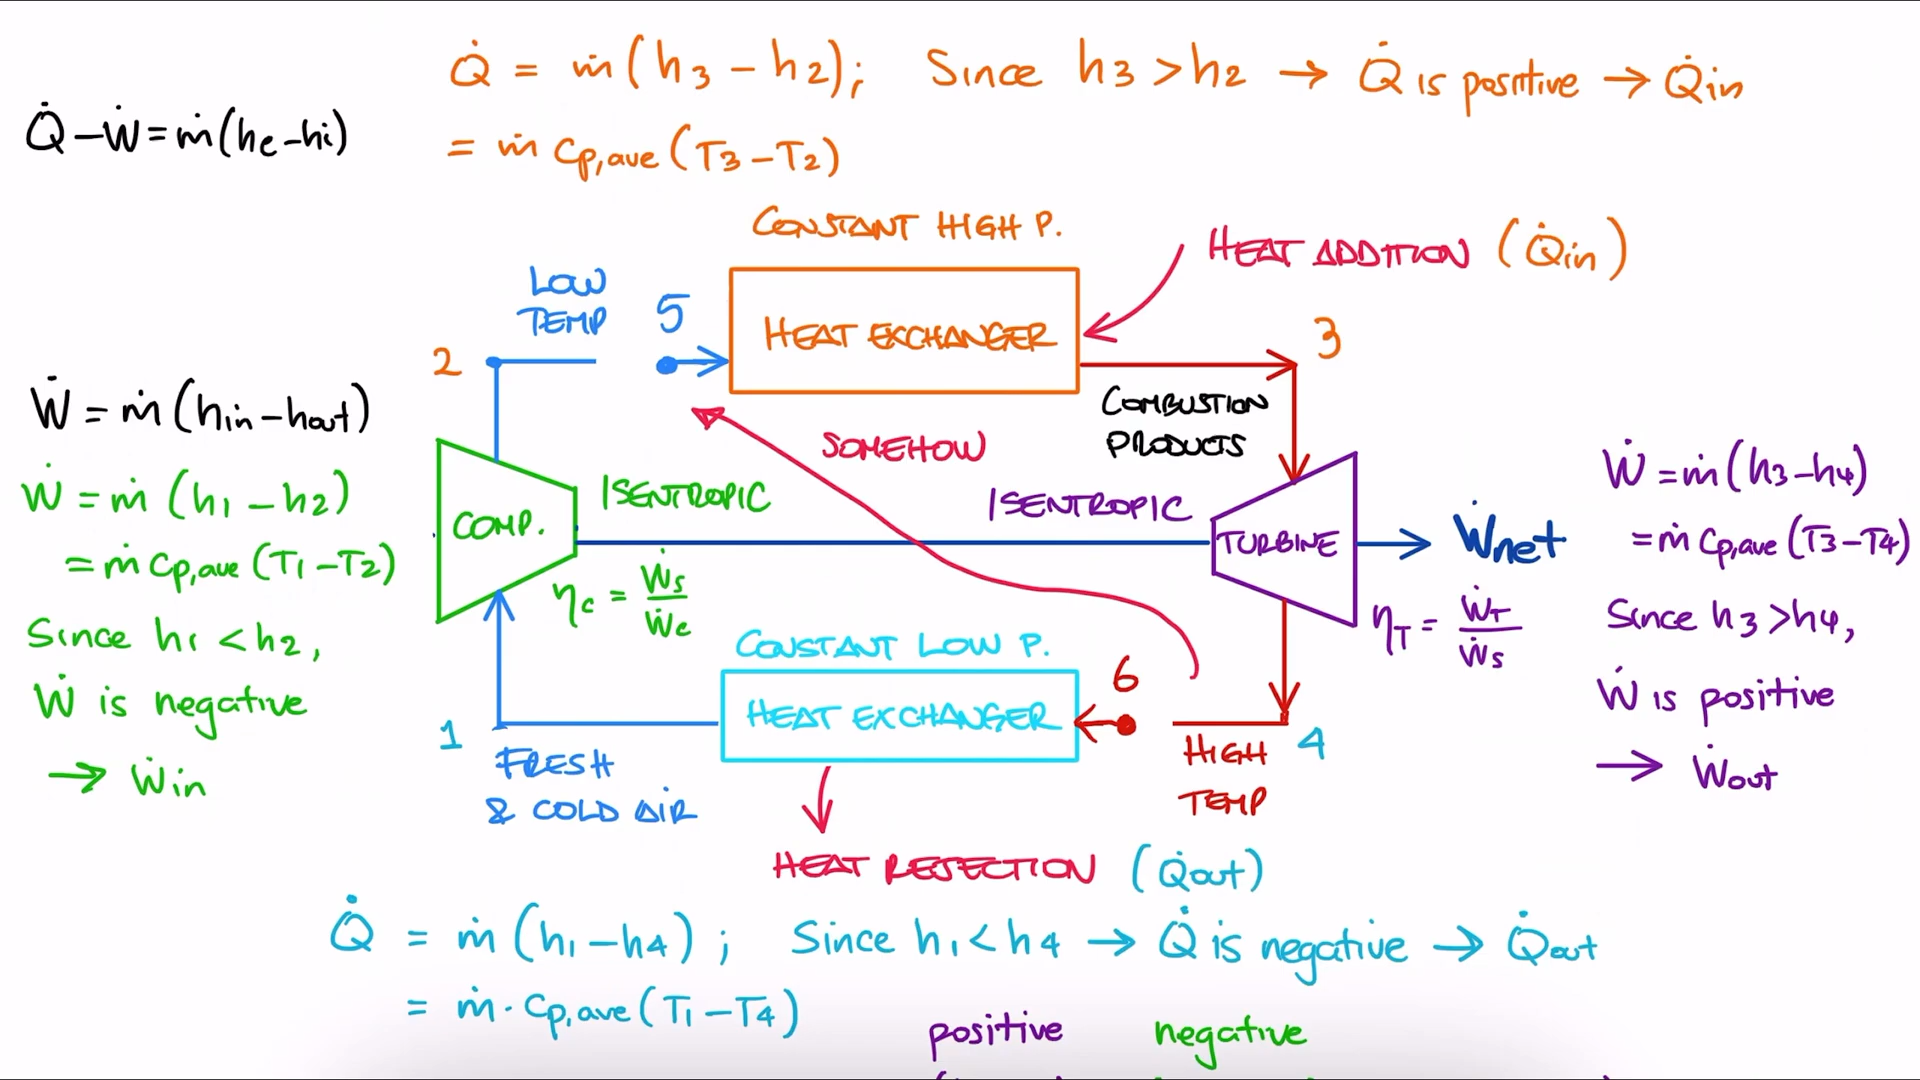 Q̇ = ṁ(h3 − h2); Since h3 > h2 → Q̇ is positive → Q̇in
= ṁ Cp,ave (T3 − T2)
Q̇ − Ẇ = ṁ(he − hi)
CONSTANT HIGH P.
HEAT ADDITION (Q̇in)
LOW
TEMP
5
HEAT EXCHANGER
3
2
COMBUSTION
PRODUCTS
SOMEHOW
Ẇ = ṁ(hin − hout)
Ẇ = ṁ (h1 − h2)
= ṁ Cp,ave (T1 − T2)
Since h1 < h2,
Ẇ is negative
→ Ẇin
COMP.
ISENTROPIC
ηc = Ẇs/Ẇc
ISENTROPIC
TURBINE
Ẇnet
ηT = ẆT/Ẇs
Ẇ = ṁ(h3 − h4)
= ṁ Cp,ave (T3 − T4)
Since h3 > h4,
Ẇ is positive
→ Ẇout
CONSTANT LOW P.
HEAT EXCHANGER
6
1
FRESH
& COLD AIR
HIGH
TEMP
4
HEAT REJECTION (Q̇out)
Q̇ = ṁ (h1 − h4) ; Since h1 < h4 → Q̇ is negative → Q̇out
= ṁ · Cp,ave (T1 − T4)
positive negative